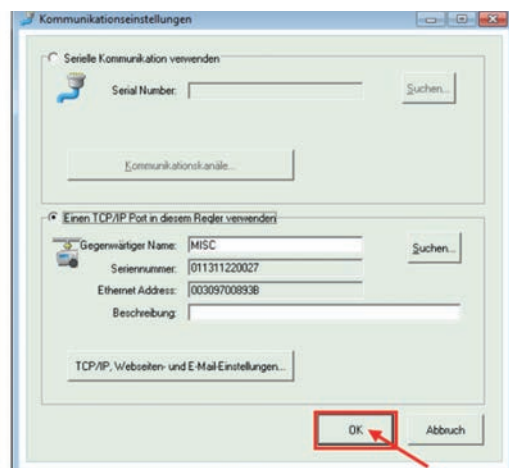 Kommunikationseinstellungen
Serielle Kommunikation verwenden
Serial Number:
Suchen...
Kommunikationskanäle...
Einen TCP/IP Port in diesem Regler verwenden
Gegenwärtiger Name: MISC
Suchen...
Seriennummer: 011311220027
Ethernet Address: 00309700893B
Beschreibung:
TCP/IP, Webseiten- und E-Mail-Einstellungen...
OK
Abbruch